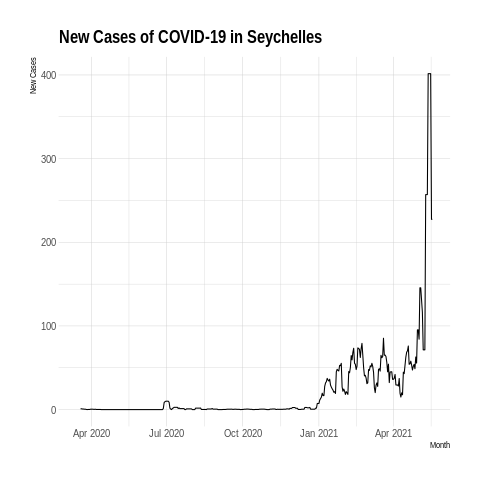 New Cases of COVID-19 in Seychelles
New Cases
400
300
200
100
0
Apr 2020 Jul 2020 Oct 2020 Jan 2021 Apr 2021
Month